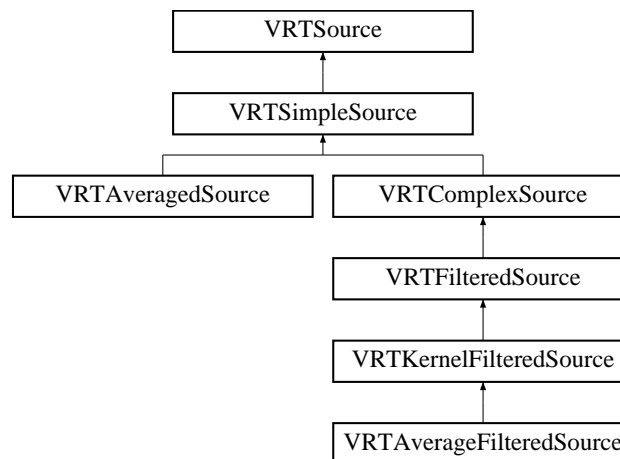 VRTSource
VRTSimpleSource
VRTAveragedSource
VRTComplexSource
VRTFilteredSource
VRTKernelFilteredSource
VRTAverageFilteredSource